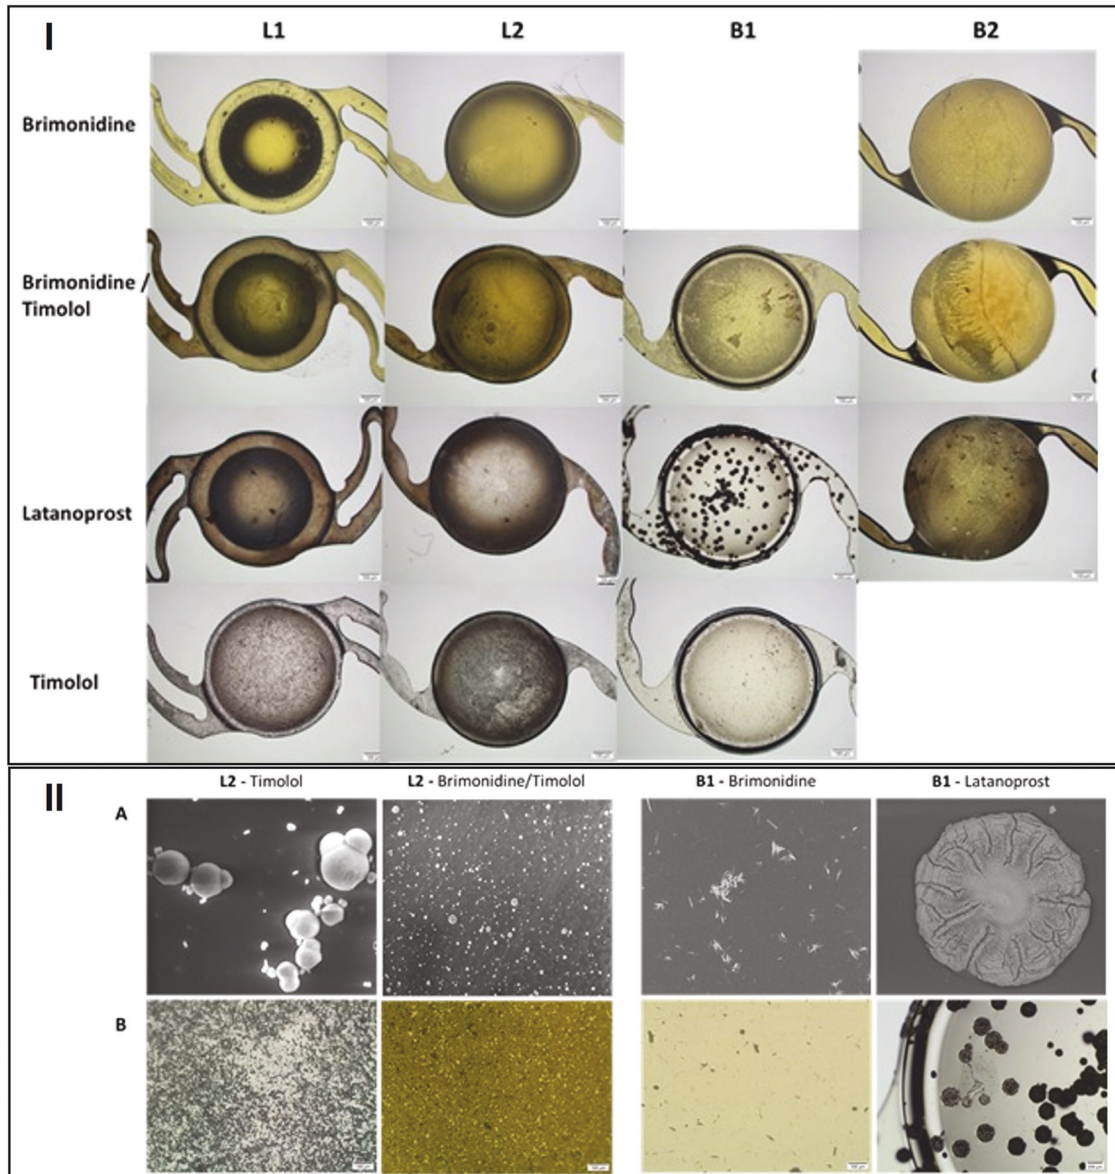 I
L1 L2 B1 B2
Brimonidine
Brimonidine /
Timolol
Latanoprost
Timolol
II
L2 - Timolol L2 - Brimonidine/Timolol B1 - Brimonidine B1 - Latanoprost
A
B